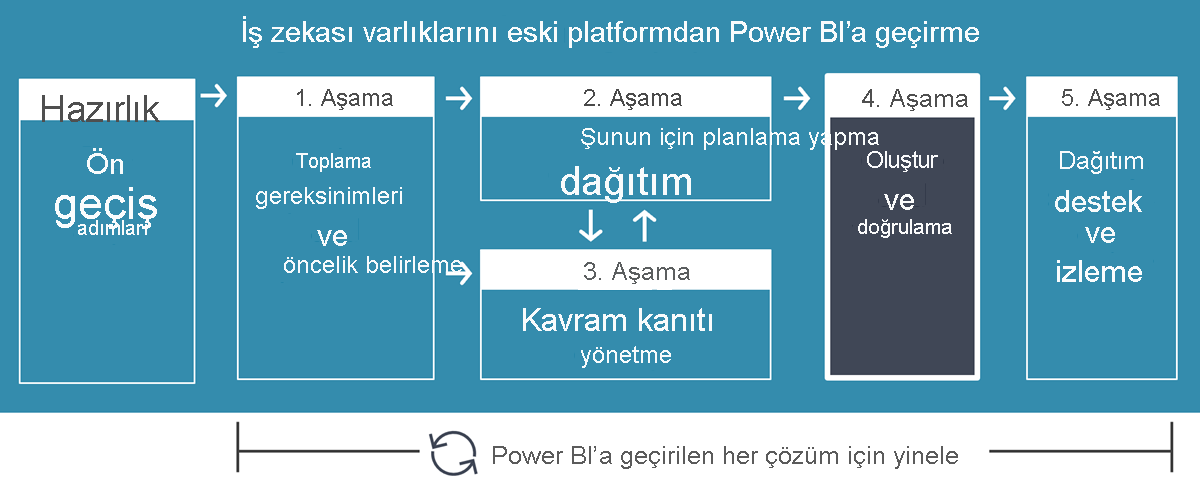 İş zekası varlıklarını eski platformdan Power BI'a geçirme
Hazırlık
Ön
geçiş
adımları
1. Aşama
Toplama
gereksinimleri
ve
öncelik belirleme
2. Aşama
Şunun için planlama yapma
dağıtım
3. Aşama
Kavram kanıtı
yönetme
4. Aşama
Oluştur
ve
doğrulama
5. Aşama
Dağıtım
destek
ve
izleme
Power BI'a geçirilen her çözüm için yinele